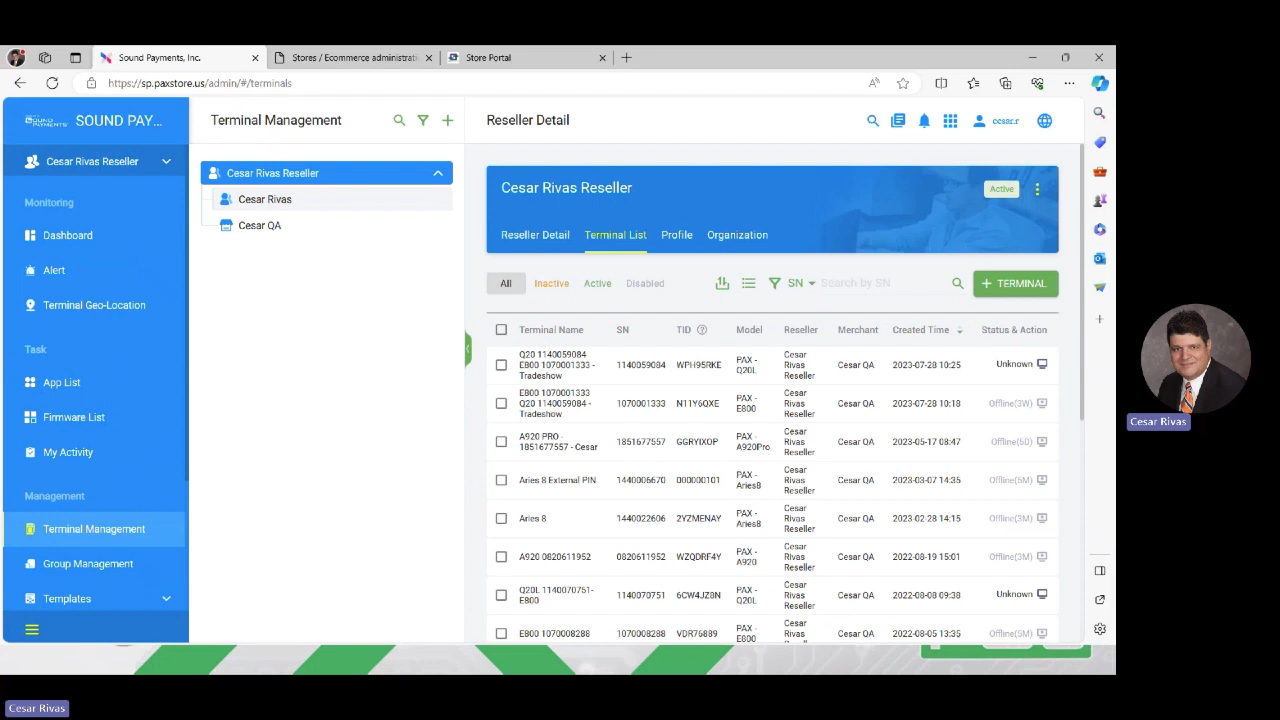 Sound Payments, Inc.
Stores / Ecommerce administrati
Store Portal
https://sp.paxstore.us/admin/#/terminals
SOUND PAYMENTS
SOUND PAY...
Terminal Management
Reseller Detail
cesar.r
Cesar Rivas Reseller
Monitoring
Dashboard
Alert
Terminal Geo-Location
Task
App List
Firmware List
My Activity
Management
Terminal Management
Group Management
Templates
Cesar Rivas Reseller
Cesar Rivas
Cesar QA
Cesar Rivas Reseller
Active
Reseller Detail Terminal List Profile Organization
All Inactive Active Disabled SN Search by SN + TERMINAL
Terminal Name SN TID Model Reseller Merchant Created Time Status & Action
Q20 1140059084 E800 1070001333 - Tradeshow 1140059084 WPH95RKE PAX - Q20L Cesar Rivas Reseller Cesar QA 2023-07-28 10:25 Unknown
E800 1070001333 Q20 1140059084 - Tradeshow 1070001333 N11Y6QXE PAX - E800 Cesar Rivas Reseller Cesar QA 2023-07-28 10:18 Offline(3W)
A920 PRO - 1851677557 - Cesar 1851677557 GGRYIXOP PAX - A920Pro Cesar Rivas Reseller Cesar QA 2023-05-17 08:47 Offline(5D)
Aries 8 External PIN 1440006670 000000101 PAX - Aries8 Cesar Rivas Reseller Cesar QA 2023-03-07 14:35 Offline(5M)
Aries 8 1440022606 2YZMENAY PAX - Aries8 Cesar Rivas Reseller Cesar QA 2023-02-28 14:15 Offline(3M)
A920 0820611952 0820611952 WZQDRF4Y PAX - A920 Cesar Rivas Reseller Cesar QA 2022-08-19 15:01 Offline(3M)
Q20L 1140070751- E800 1140070751 6CW4JZ8N PAX - Q20L Cesar Rivas Reseller Cesar QA 2022-08-08 09:38 Unknown
E800 1070008288 1070008288 VDR76889 PAX - E800 Cesar Rivas Cesar QA 2022-08-05 13:35 Offline(5M)
Cesar Rivas
Cesar Rivas